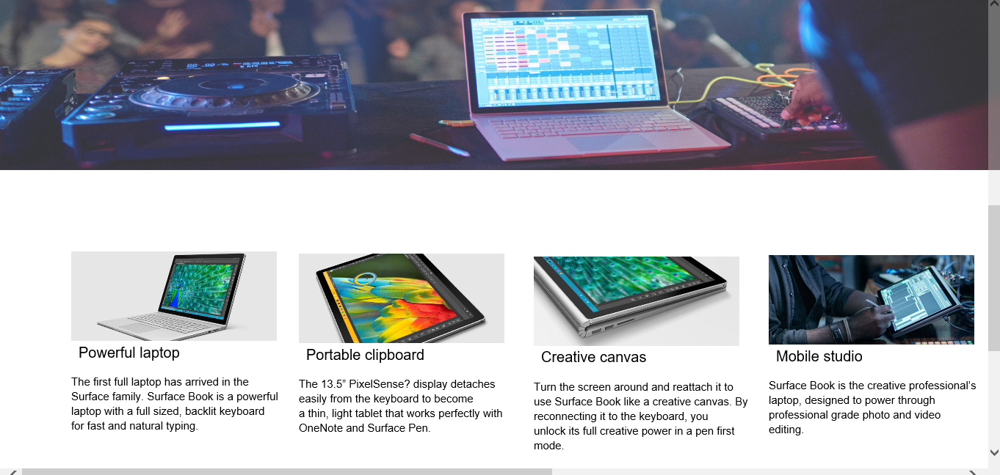 Powerful laptop
The first full laptop has arrived in the
Surface family. Surface Book is a powerful
laptop with a full sized, backlit keyboard
for fast and natural typing.
Portable clipboard
The 13.5” PixelSense? display detaches
easily from the keyboard to become
a thin, light tablet that works perfectly with
OneNote and Surface Pen.
Creative canvas
Turn the screen around and reattach it to
use Surface Book like a creative canvas. By
reconnecting it to the keyboard, you
unlock its full creative power in a pen first
mode.
Mobile studio
Surface Book is the creative professional’s
laptop, designed to power through
professional grade photo and video
editing.